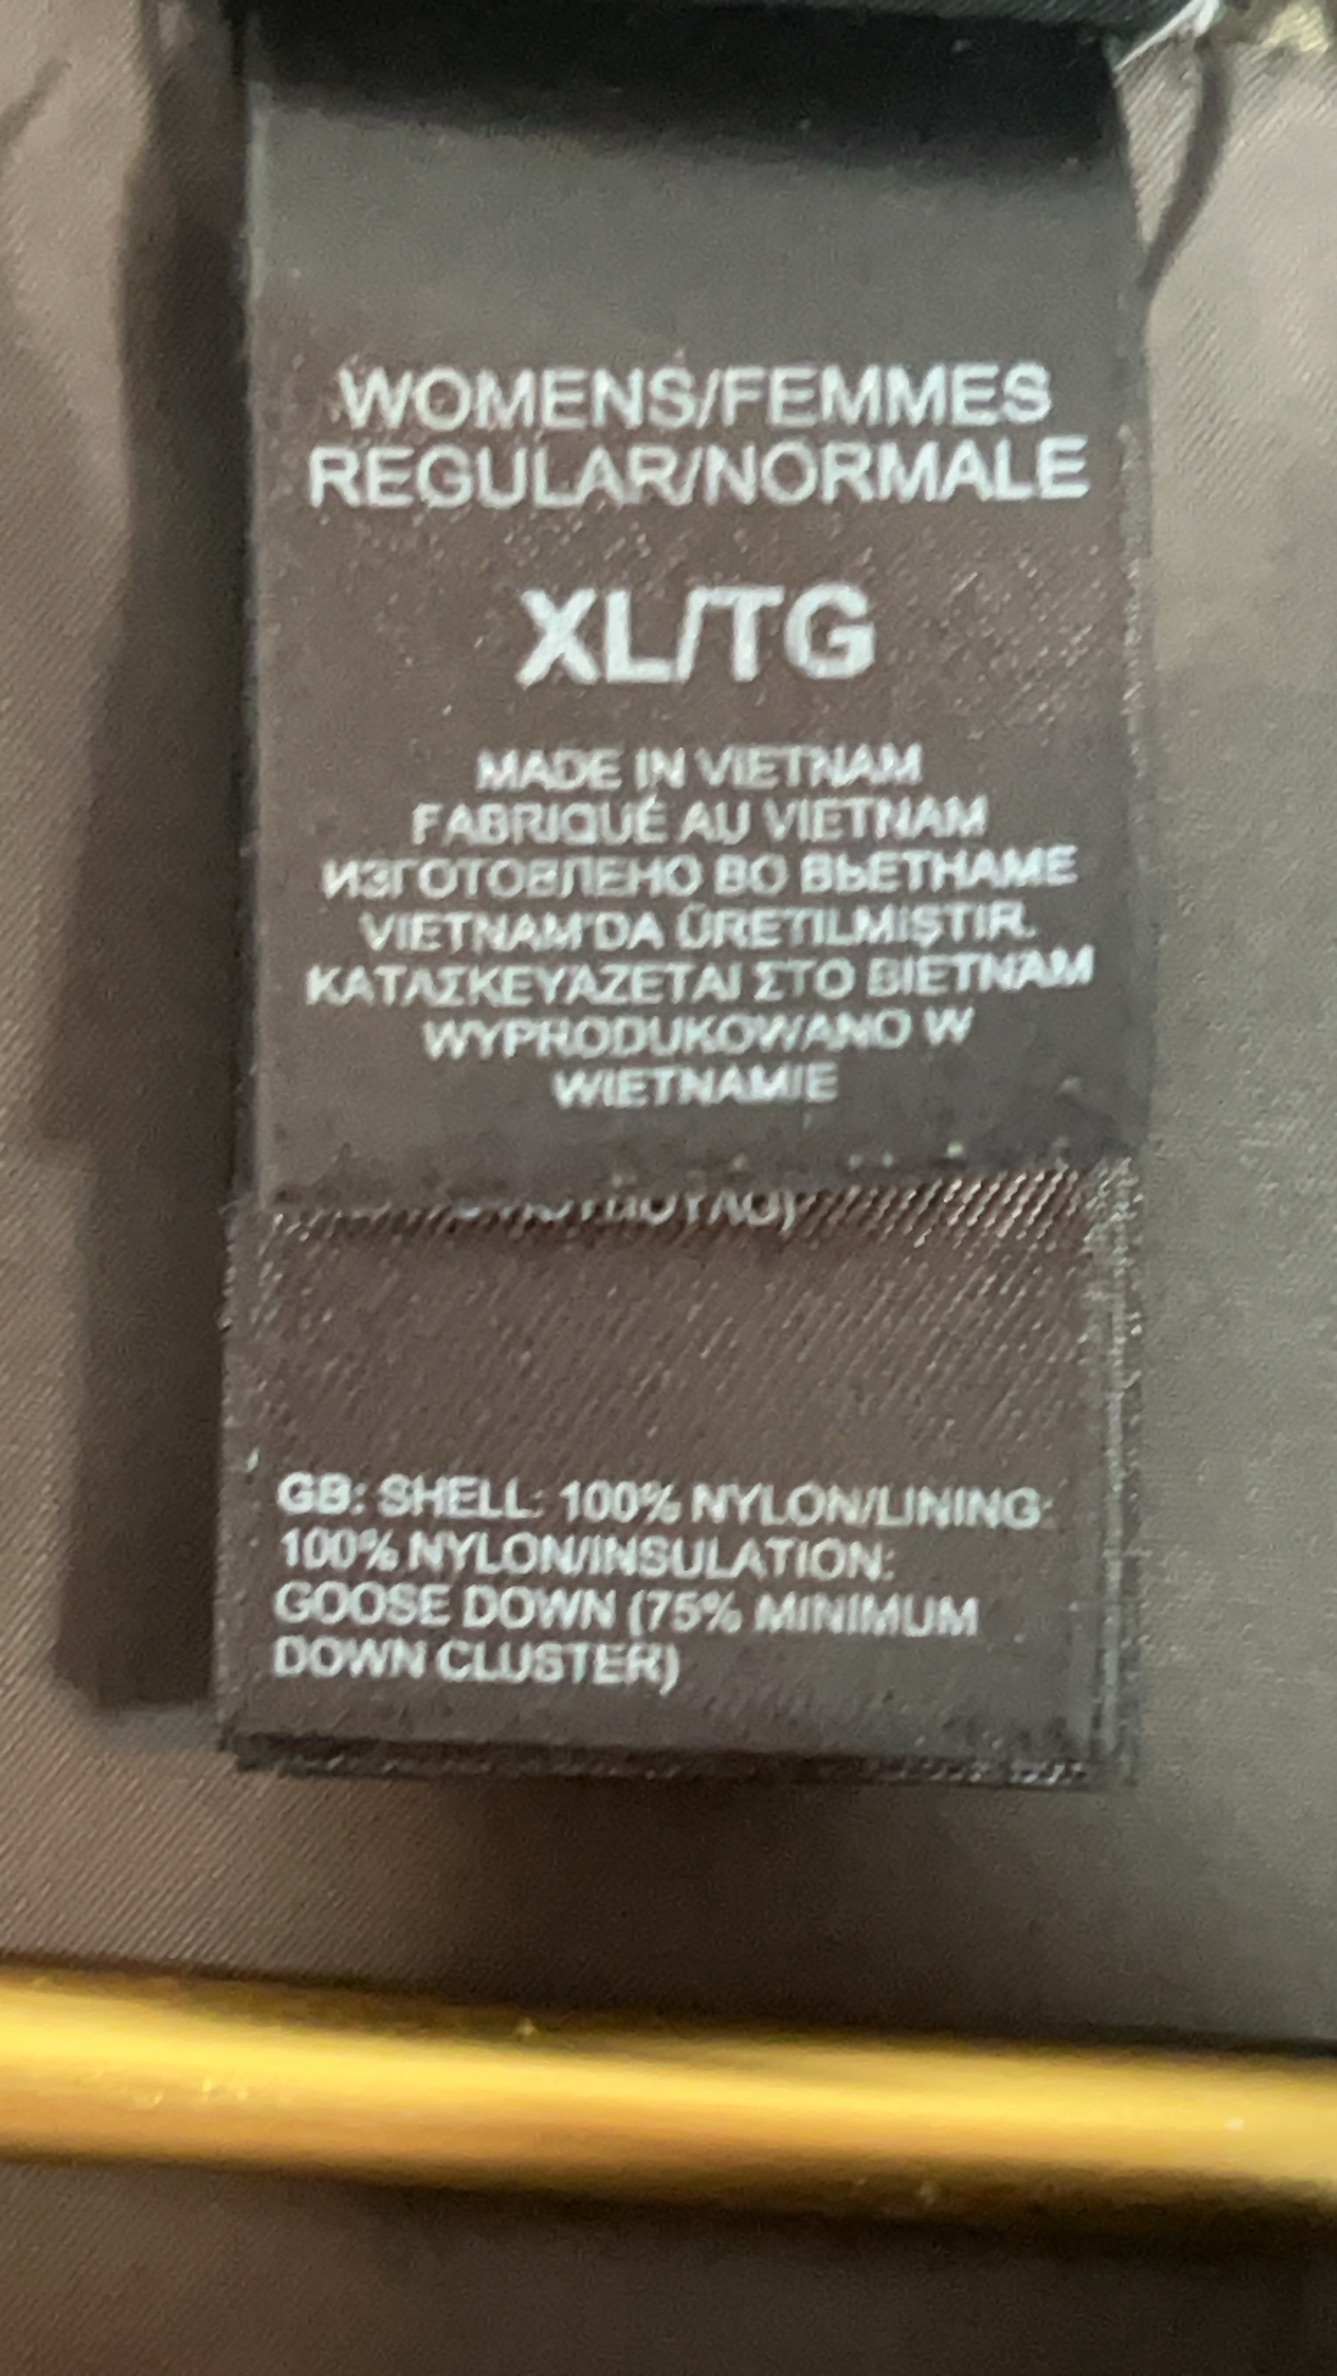 WOMENS/FEMMES
REGULAR/NORMALE
XL/TG
MADE IN VIETNAM
FABRIQUÉ AU VIETNAM
ИЗГОТОВЛЕНО ВО ВЬЕТНАМЕ
VIETNAM'DA ÜRETILMIŞTIR.
ΚΑΤΑΣΚΕΥΆΖΕΤΑΙ ΣΤΟ ΒΙΕΤΝΑΜ
WYPRODUKOWANO W
WIETNAMIE
GB: SHELL: 100% NYLON/LINING:
100% NYLON/INSULATION:
GOOSE DOWN (75% MINIMUM
DOWN CLUSTER)